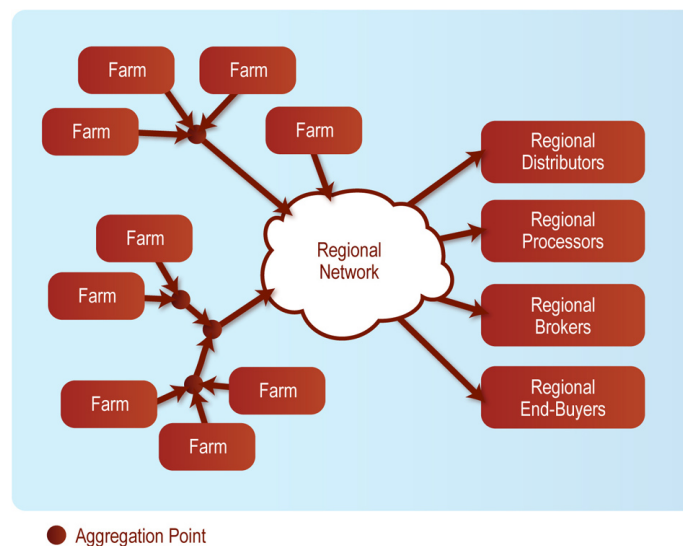 Farm
Farm
Farm
Farm
Regional
Distributors
Regional
Processors
Farm
Regional
Network
Farm
Regional
Brokers
Farm
Farm
Farm
Regional
End-Buyers
Aggregation Point